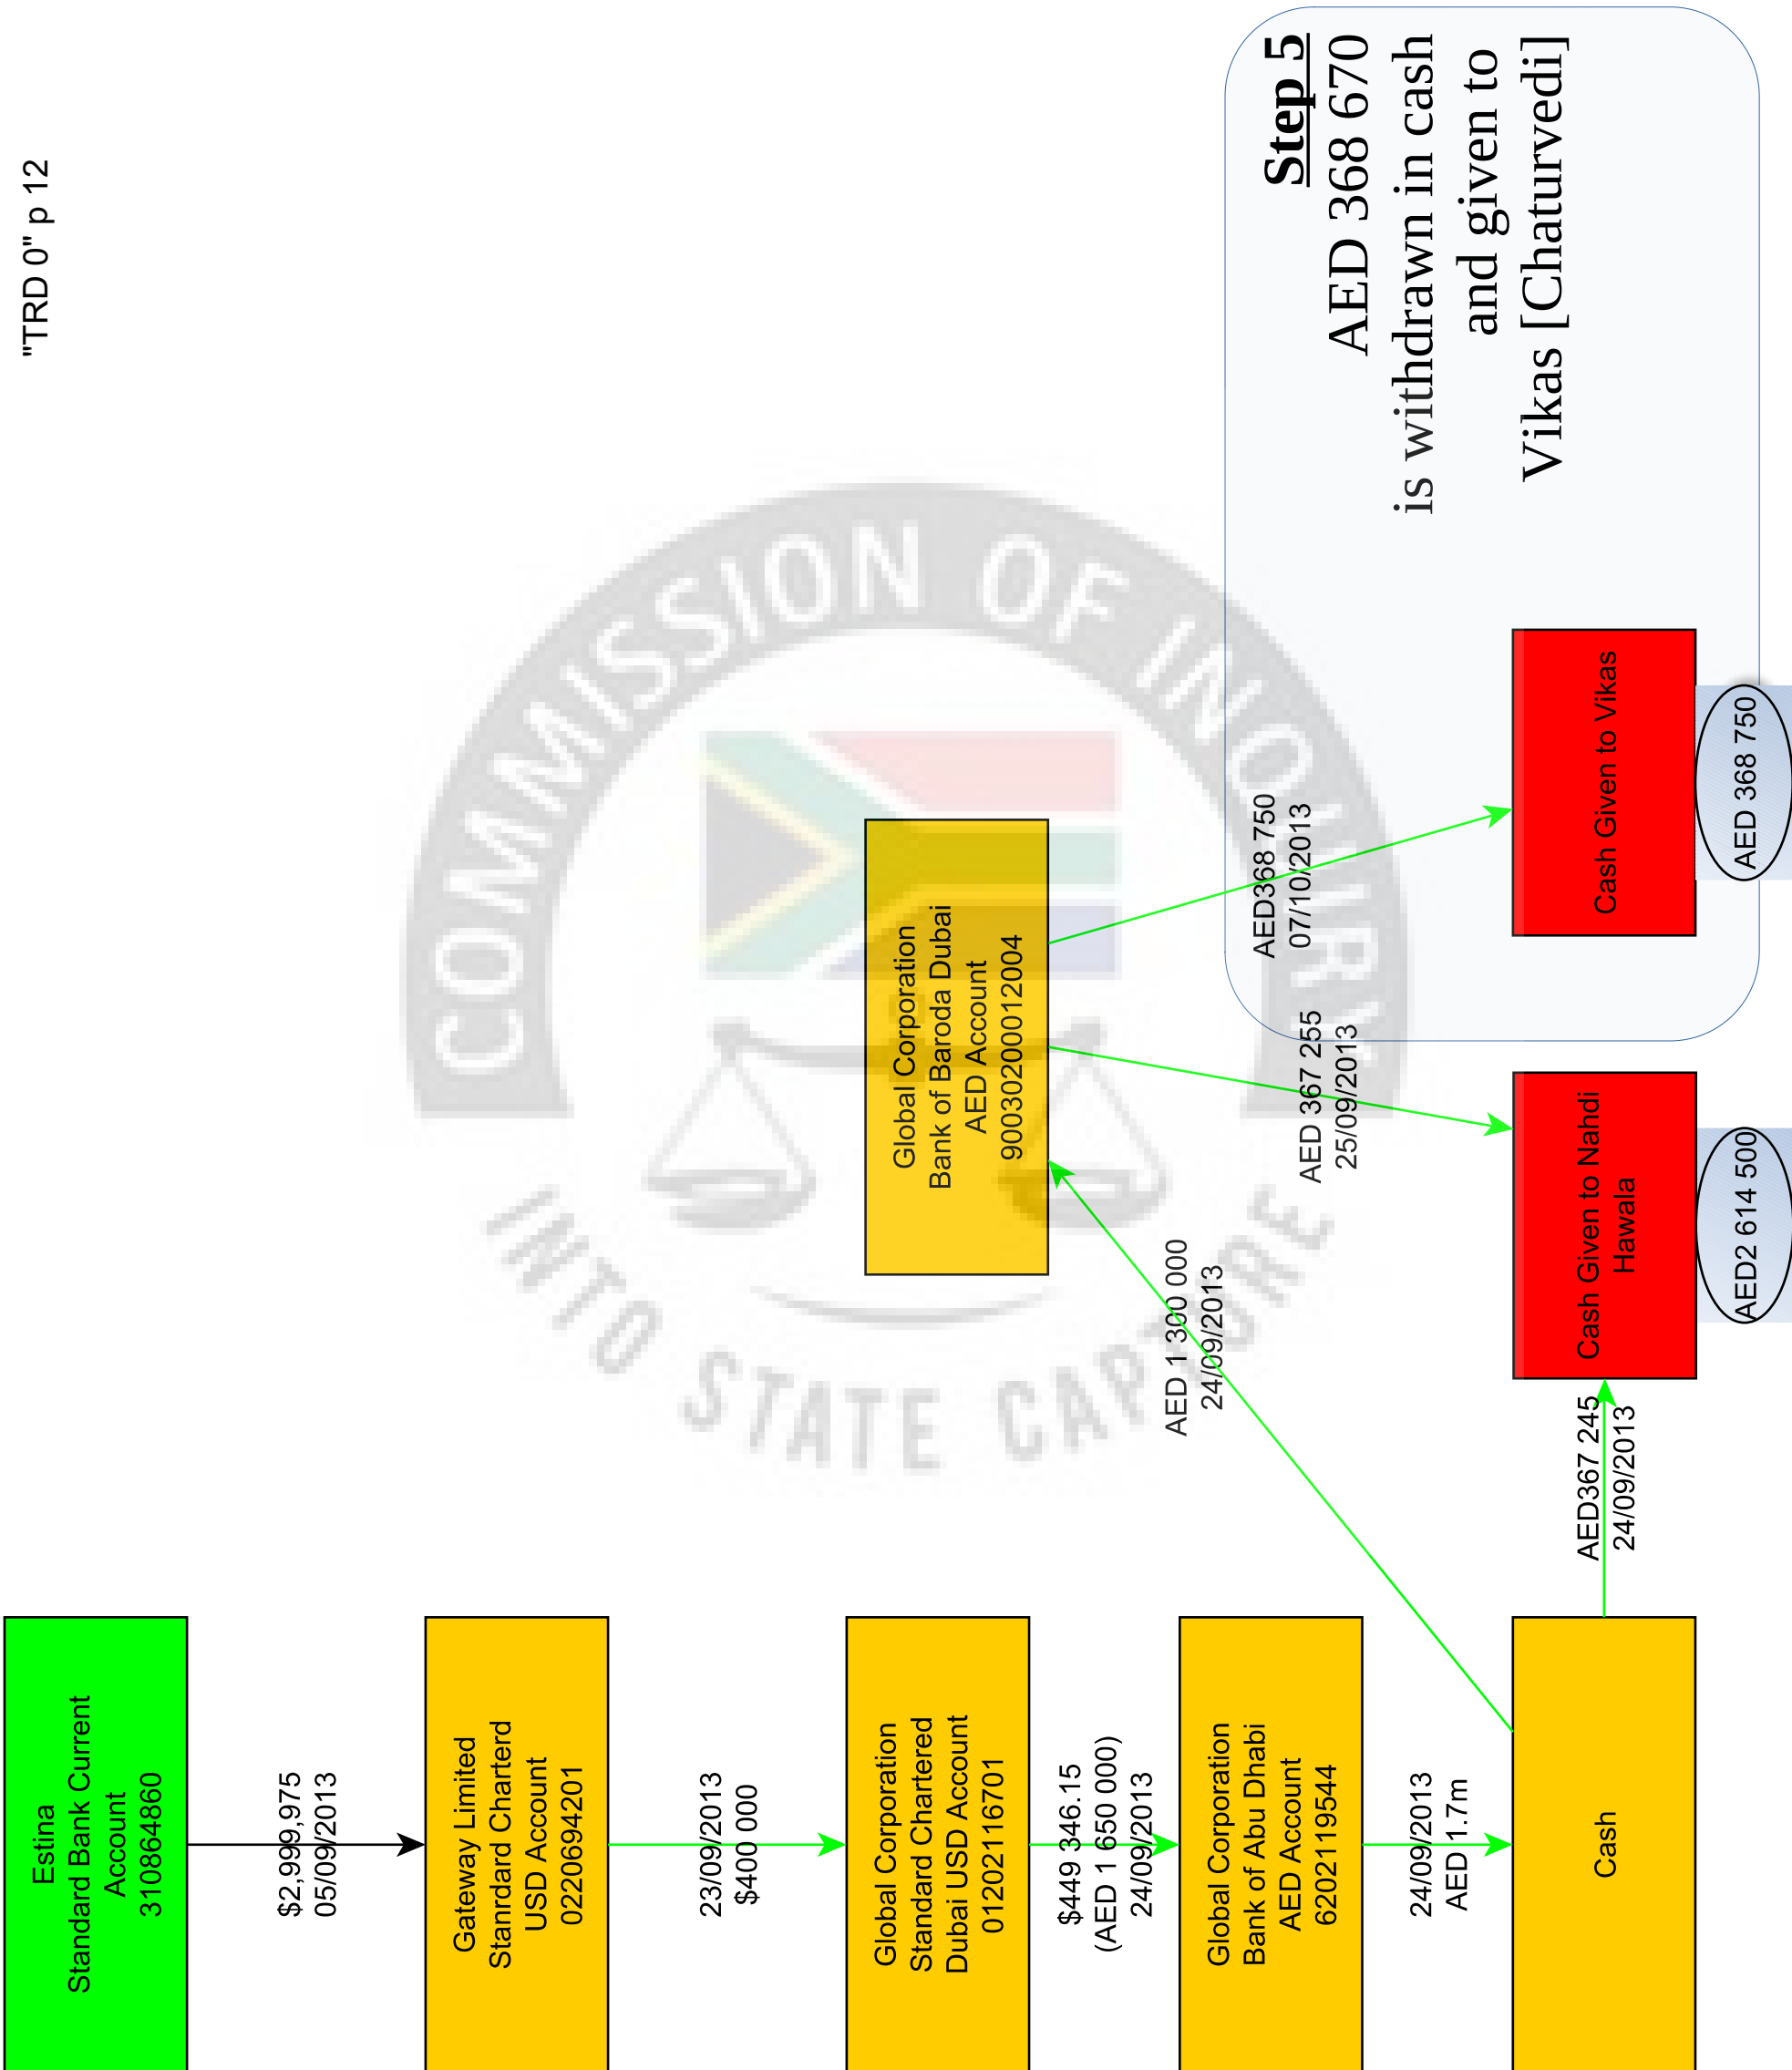 "TRD 0" p 12
Estina
Standard Bank Current
Account
310864860
$2,999,975
05/09/2013
Gateway Limited
Stanrdard Charterd
USD Account
0220694201
23/09/2013
$400 000
Global Corporation
Standard Chartered
Dubai USD Account
01202116701
$449 346.15
(AED 1 650 000)
24/09/2013
Global Corporation
Bank of Abu Dhabi
AED Account
6202119544
24/09/2013
AED 1.7m
Cash
AED 1 300 000
24/09/2013
AED367 245
24/09/2013
Global Corporation
Bank of Baroda Dubai
AED Account
90030200012004
AED 367 255
25/09/2013
Cash Given to Nahdi
Hawala
AED2 614 500
AED368 750
07/10/2013
Cash Given to Vikas
AED 368 750
Step 5
AED 368 670
is withdrawn in cash
and given to
Vikas [Chaturvedi]
COMMISSION OF INQUIRY
INTO STATE CAPTURE